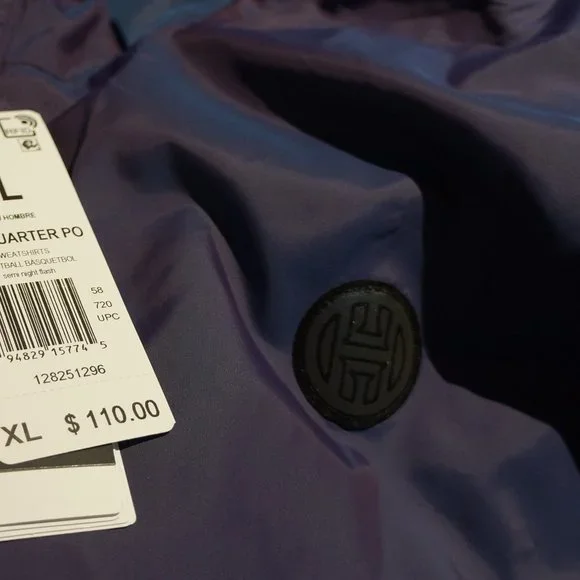 RFID
L
HOMBRE
UARTER PO
WEATSHIRTS
TBALL BASQUETBOL
semi night flash
58
720
UPC
94829 15774 5
128251296
XL $110.00